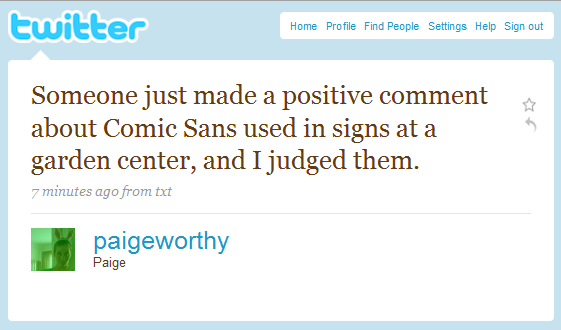 twitter
Home Profile Find People Settings Help Sign out
Someone just made a positive comment
about Comic Sans used in signs at a
garden center, and I judged them.
7 minutes ago from txt
paigeworthy
Paige